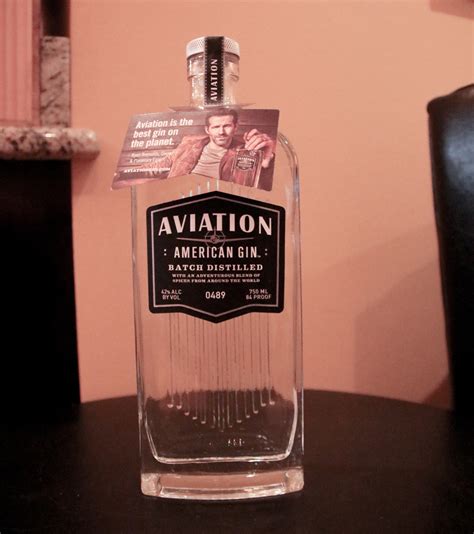 AVIATION
Aviation is the
best gin on
the planet.
AVIATION
AMERICAN GIN
BATCH DISTILLED
WITH AN ADVENTUROUS BLEND OF
SPICES FROM AROUND THE WORLD
42% ALC
BY VOL
0489
750 ML
84 PROOF